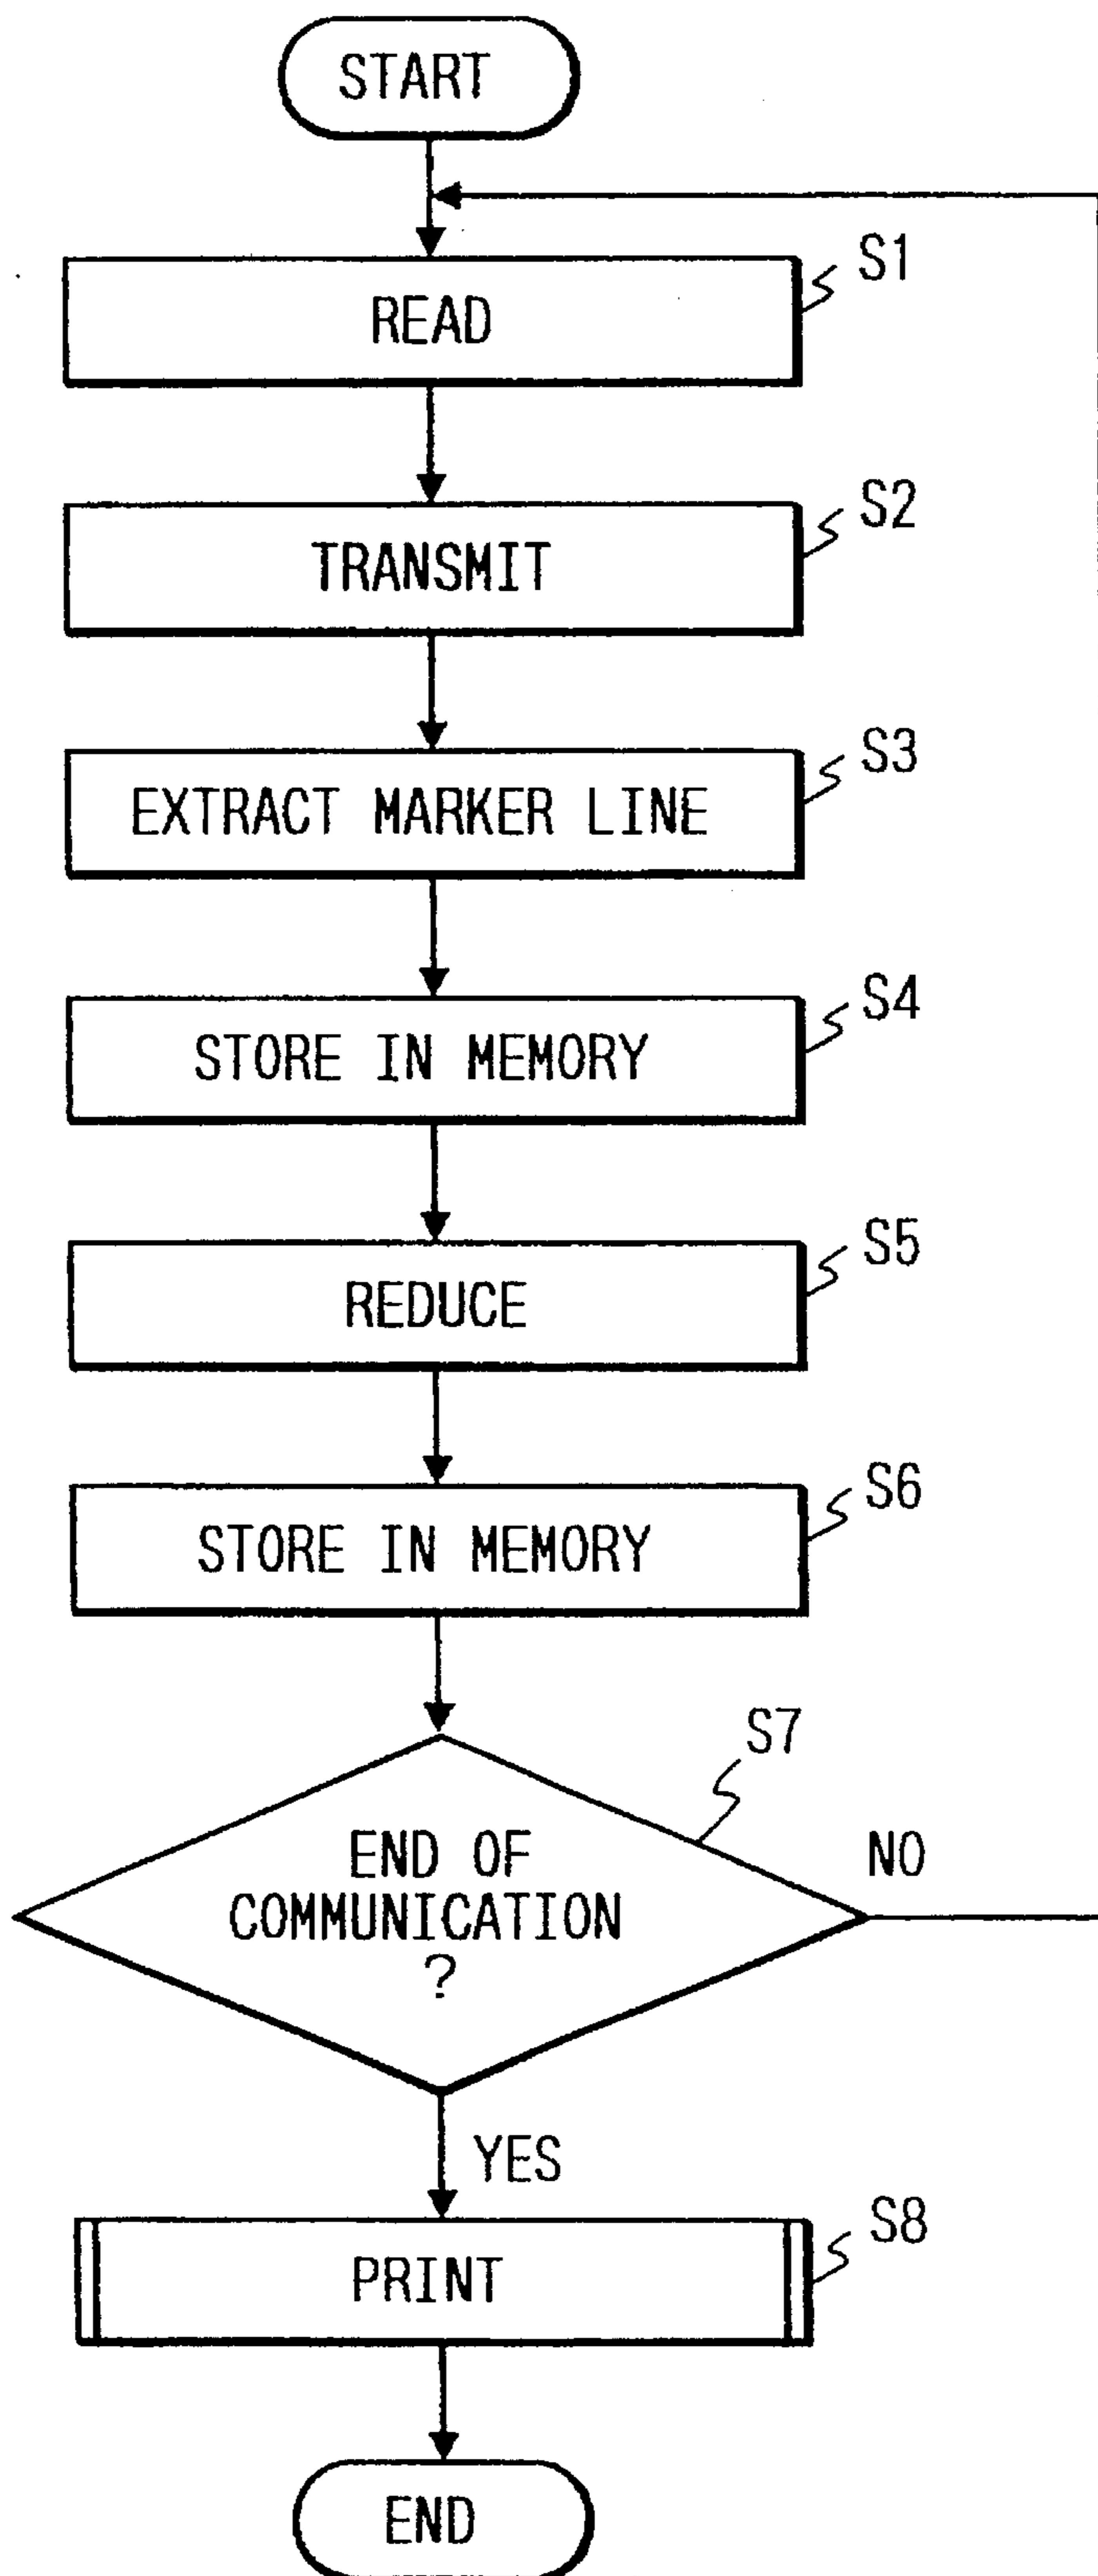 START
S1
READ
S2
TRANSMIT
S3
EXTRACT MARKER LINE
S4
STORE IN MEMORY
S5
REDUCE
S6
STORE IN MEMORY
S7
END OF
COMMUNICATION
?
NO
YES
S8
PRINT
END